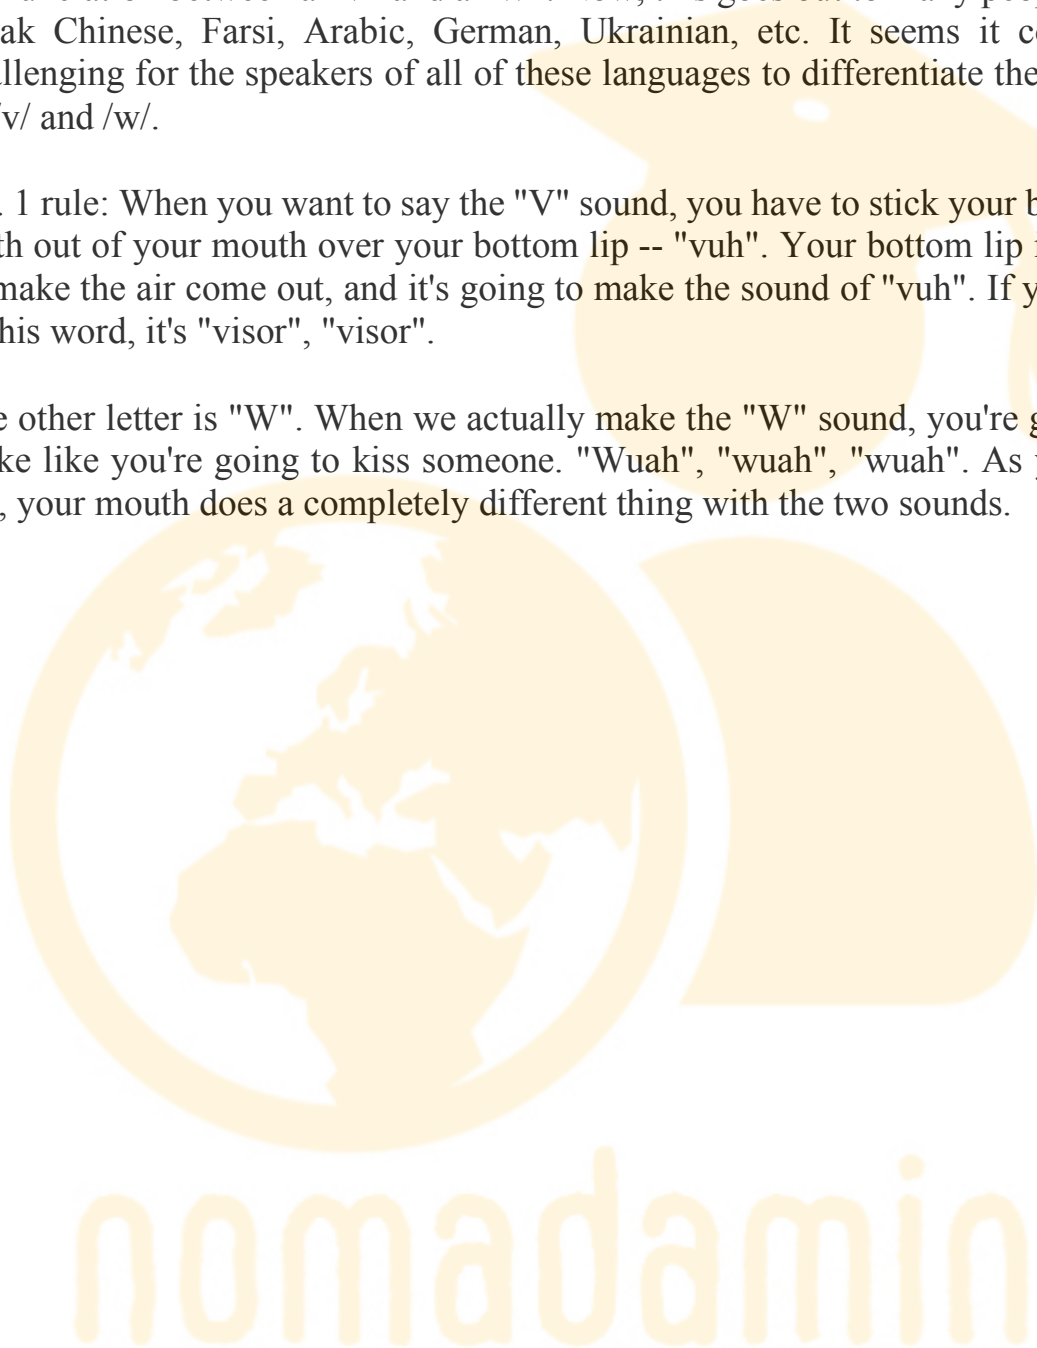 ak Chinese, Farsi, Arabic, German, Ukrainian, etc. It seems it co
allenging for the speakers of all of these languages to differentiate the
/v/ and /w/.
. 1 rule: When you want to say the "V" sound, you have to stick your b
th out of your mouth over your bottom lip -- "vuh". Your bottom lip
make the air come out, and it's going to make the sound of "vuh". If y
his word, it's "visor", "visor".
e other letter is "W". When we actually make the "W" sound, you're g
ke like you're going to kiss someone. "Wuah", "wuah", "wuah". As y
, your mouth does a completely different thing with the two sounds.
nomadamin